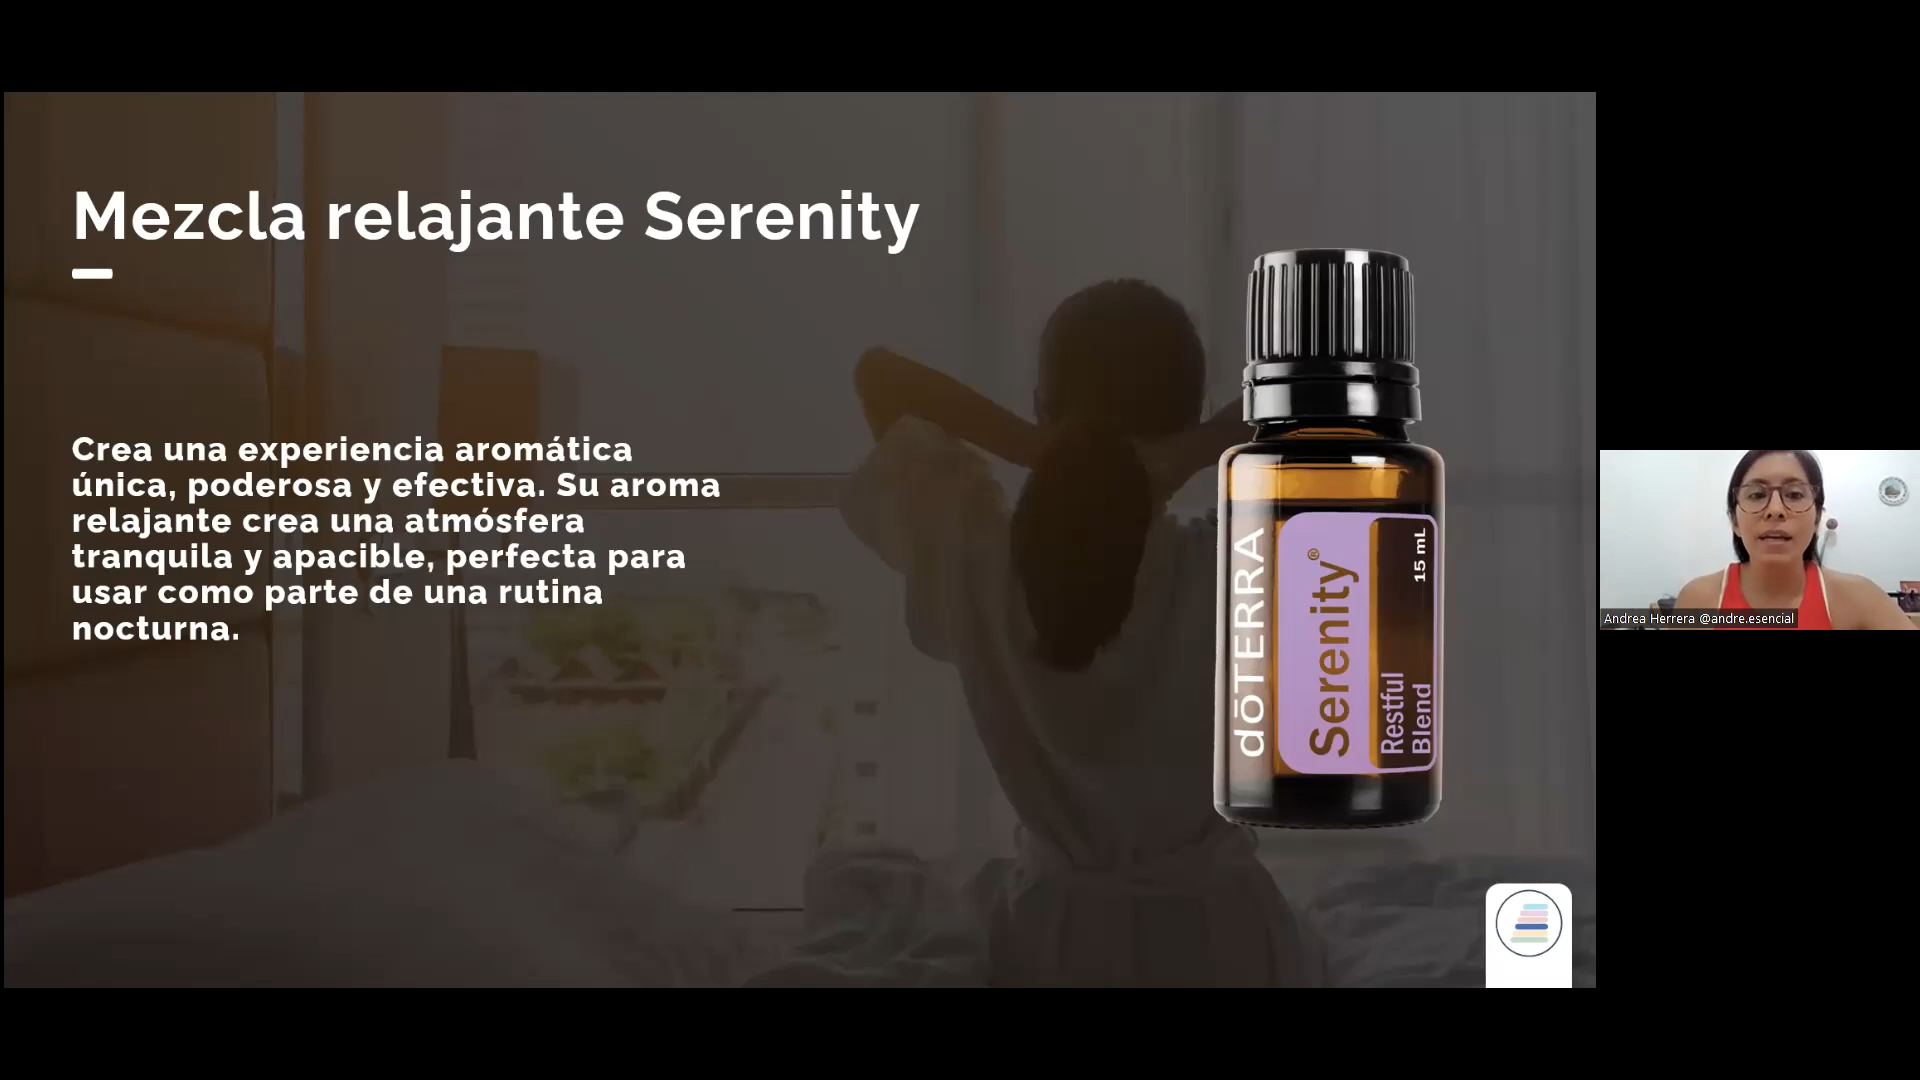 Mezcla relajante Serenity
Crea una experiencia aromática
única, poderosa y efectiva. Su aroma
relajante crea una atmósfera
tranquila y apacible, perfecta para
usar como parte de una rutina
nocturna.
dōTERRA
Serenity®
Restful
Blend
15 mL
Andrea Herrera @andre.esencial